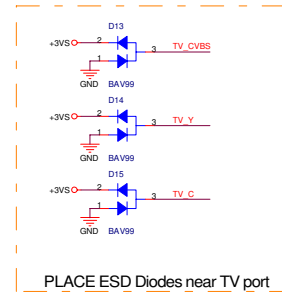 D13
+3VS 2
3 TV_CVBS
1
GND BAV99
D14
+3VS 2
3 TV_Y
1
GND BAV99
D15
+3VS 2
3 TV_C
1
GND BAV99
PLACE ESD Diodes near TV port